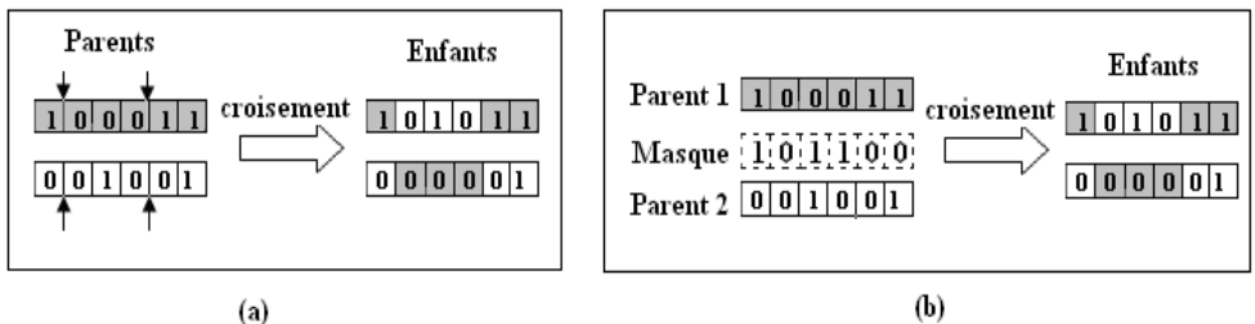 Parents
Enfants
1 0 0 0 1 1
croisement
1 0 1 0 1 1
0 0 1 0 0 1
0 0 0 0 0 1
(a)
Enfants
Parent 1
1 0 0 0 1 1
croisement
1 0 1 0 1 1
Masque
1 0 1 1 0 0
Parent 2
0 0 1 0 0 1
0 0 0 0 0 1
(b)